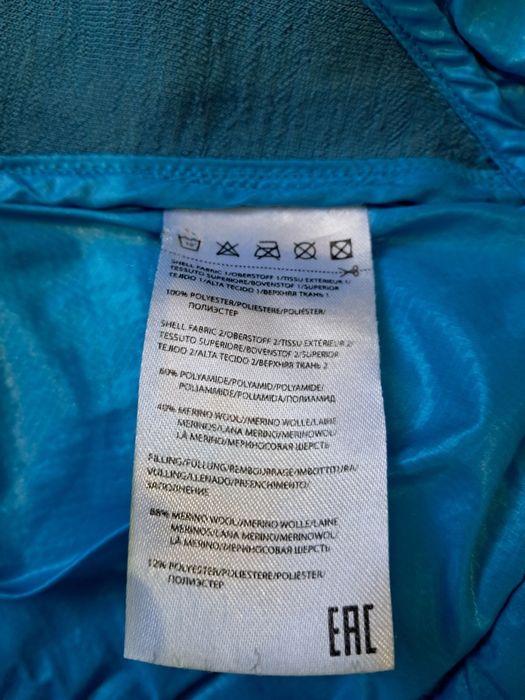 SHELL FABRIC 1/OBERSTOFF 1/TISSU EXTÉRIEUR 1/
TESSUTO SUPERIORE/BOVENSTOF 1/SUPERIOR
TEJIDO 1/ALTA TECIDO 1/ВЕРХНЯЯ ТКАНЬ 1
100% POLYESTER/POLIESTERE/POLIÉSTER/
ПОЛИЭСТЕР
SHELL FABRIC 2/OBERSTOFF 2/TISSU EXTÉRIEUR 2/
TESSUTO SUPERIORE/BOVENSTOF 2/SUPERIOR
TEJIDO 2/ALTA TECIDO 2/ВЕРХНЯЯ ТКАНЬ 2
60% POLYAMIDE/POLYAMID/POLYAMIDE/
POLIAMMIDE/POLIAMIDA/ПОЛИАМИД
40% MERINO WOOL/MERINO WOLLE/LAINE
MERINOS/LANA MERINO/MERINOWOL/
LÃ MERINO/МЕРИНОСОВАЯ ШЕРСТЬ
FILLING/FÜLLUNG/REMBOURRAGE/IMBOTTITURA/
VULLING/LLENADO/PREENCHIMENTO/
ЗАПОЛНЕНИЕ
88% MERINO WOOL/MERINO WOLLE/LAINE
MERINOS/LANA MERINO/MERINOWOL/
LÃ MERINO/МЕРИНОСОВАЯ ШЕРСТЬ
12% POLYESTER/POLIESTERE/POLIÉSTER/
ПОЛИЭСТЕР
EAC